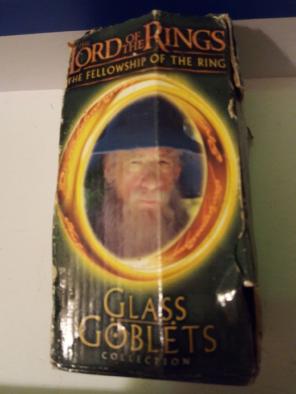 THE
LORD OF THE RINGS
THE FELLOWSHIP OF THE RING
GLASS
GOBLETS
COLLECTION